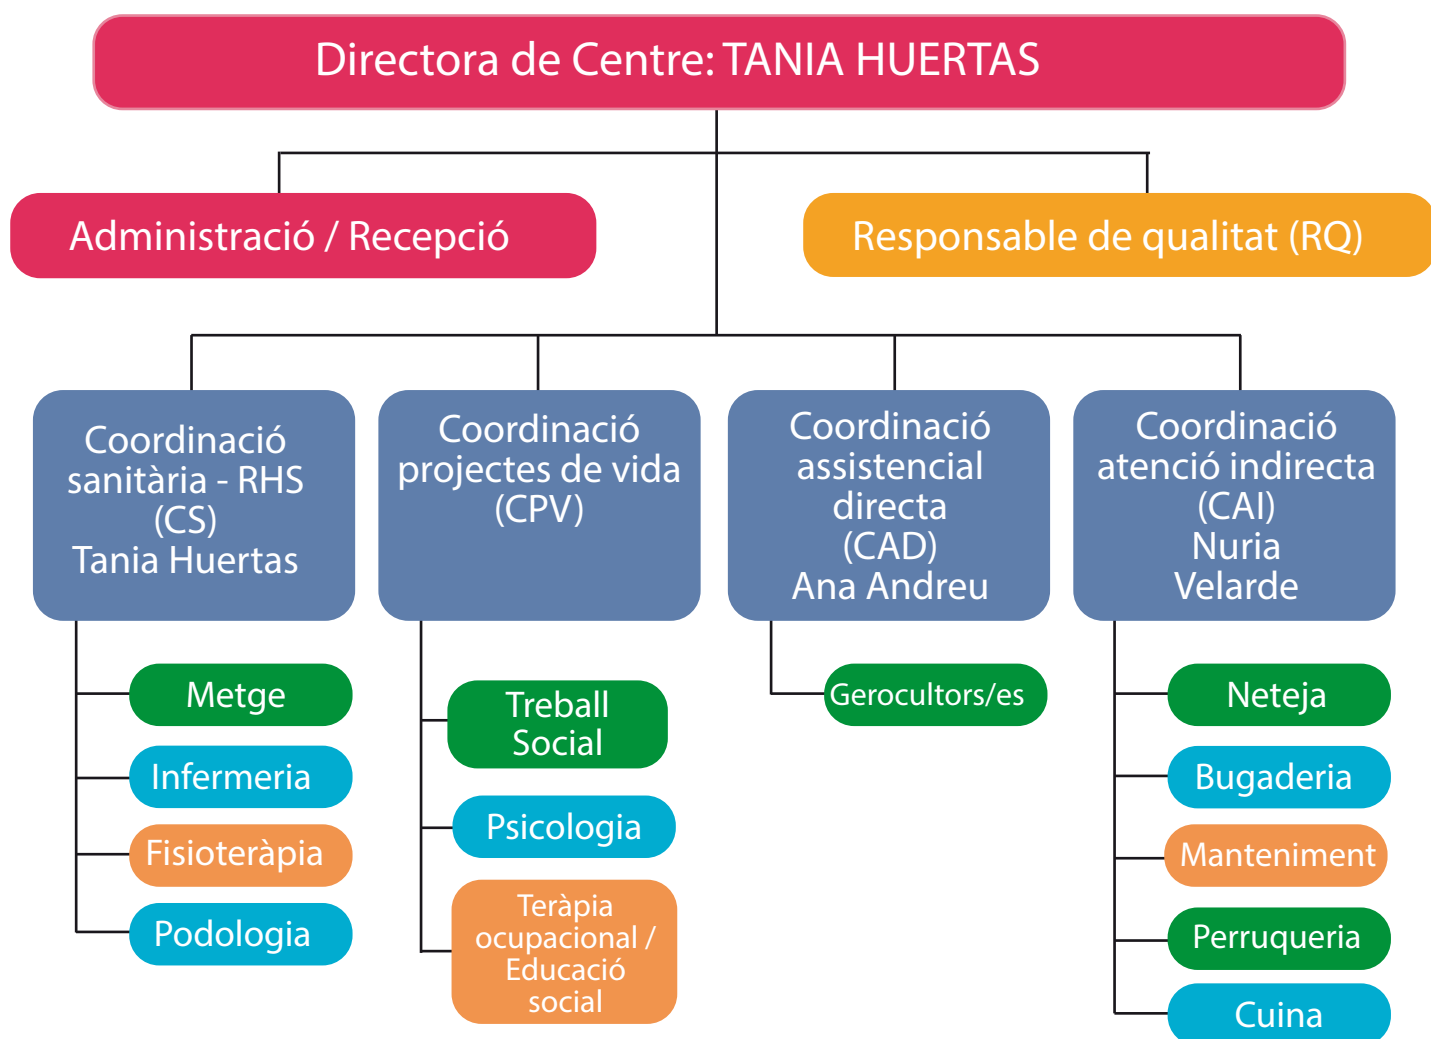 Directora de Centre: TANIA HUERTAS
Administració / Recepció
Responsable de qualitat (RQ)
Coordinació
sanitària - RHS
(CS)
Tania Huertas
Coordinació
projectes de vida
(CPV)
Coordinació
assistencial
directa
(CAD)
Ana Andreu
Coordinació
atenció indirecta
(CAI)
Nuria
Velarde
Metge
Infermeria
Fisioteràpia
Podologia
Treball
Social
Psicologia
Teràpia
ocupacional /
Educació
social
Gerocultors/es
Neteja
Bugaderia
Manteniment
Perruqueria
Cuina